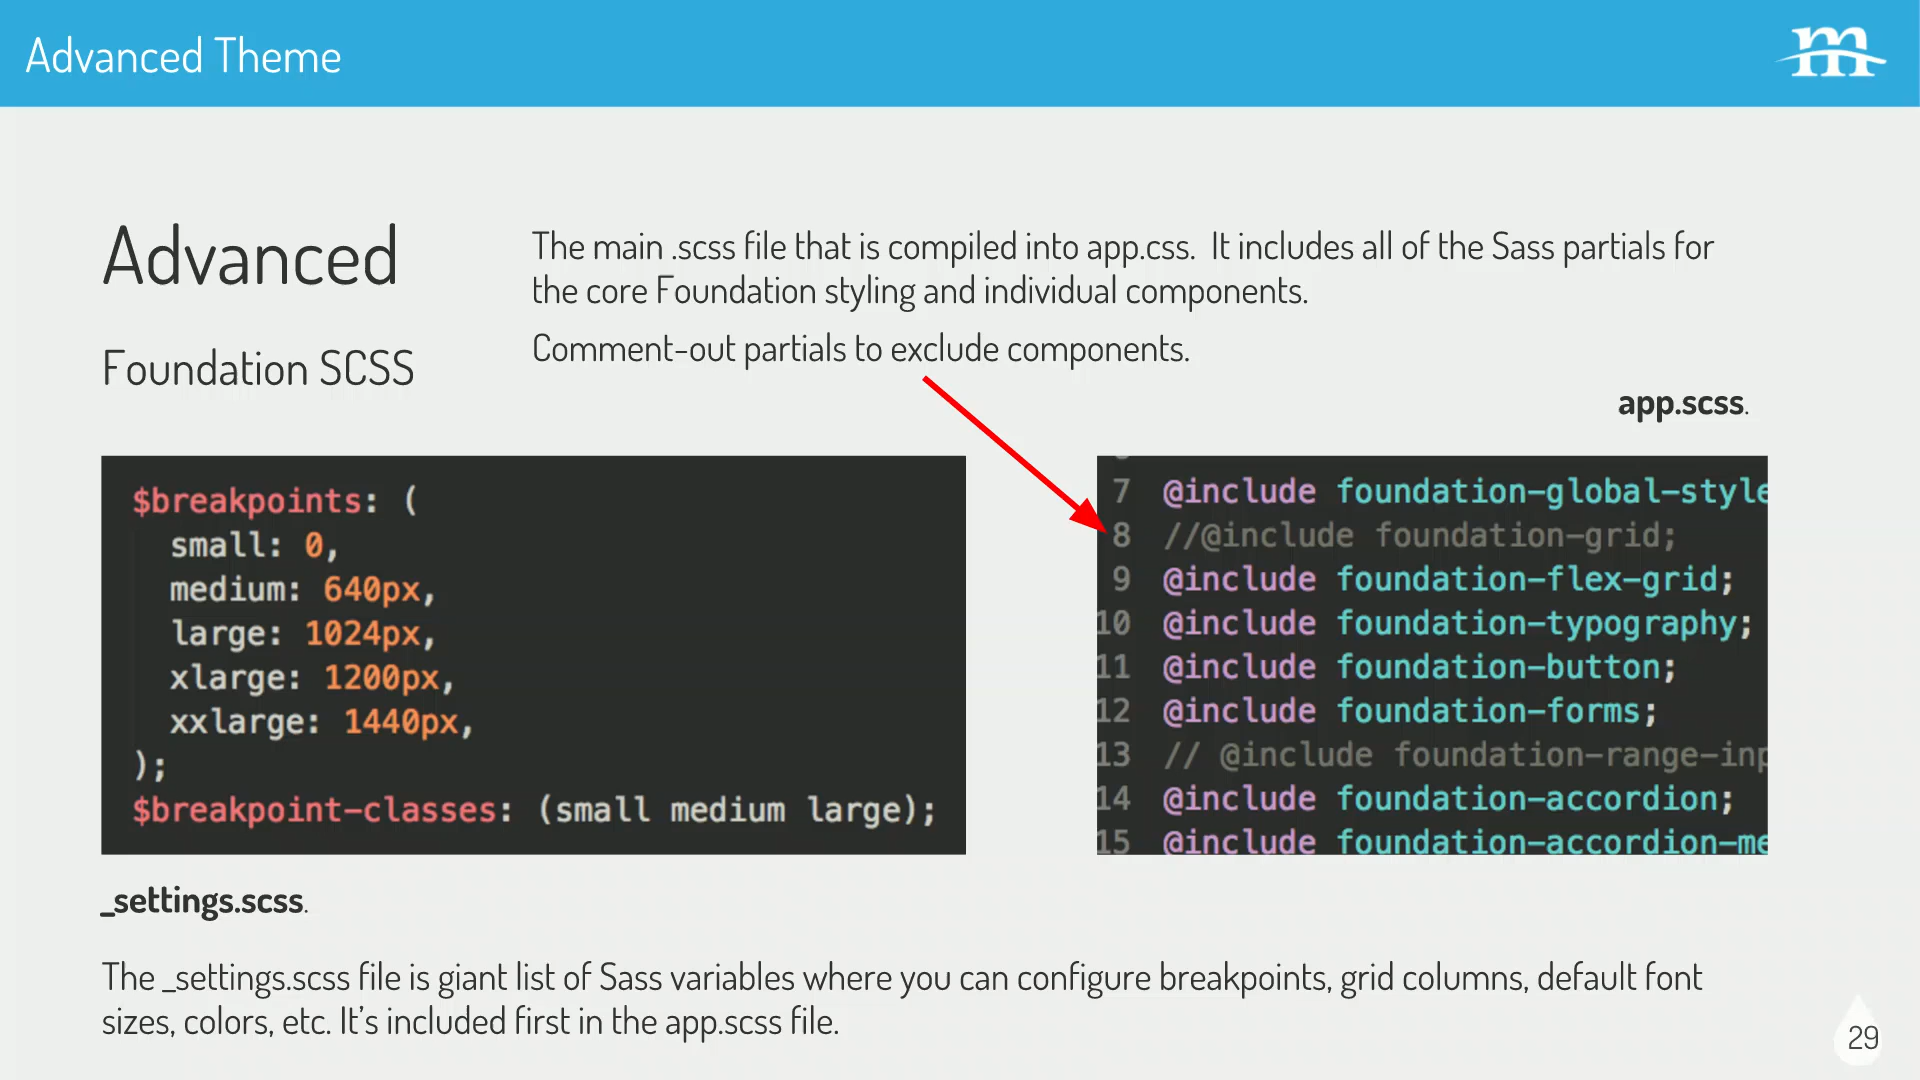 Advanced Theme
m
Advanced
Foundation SCSS
The main .scss file that is compiled into app.css.  It includes all of the Sass partials for
the core Foundation styling and individual components.
Comment-out partials to exclude components.
app.scss.
$breakpoints: (
  small: 0,
  medium: 640px,
  large: 1024px,
  xlarge: 1200px,
  xxlarge: 1440px,
);
$breakpoint-classes: (small medium large);
7 @include foundation-global-style
8 //@include foundation-grid;
9 @include foundation-flex-grid;
10 @include foundation-typography;
11 @include foundation-button;
12 @include foundation-forms;
13 // @include foundation-range-inp
14 @include foundation-accordion;
15 @include foundation-accordion-me
_settings.scss.
The _settings.scss file is giant list of Sass variables where you can configure breakpoints, grid columns, default font
sizes, colors, etc. It's included first in the app.scss file.
29